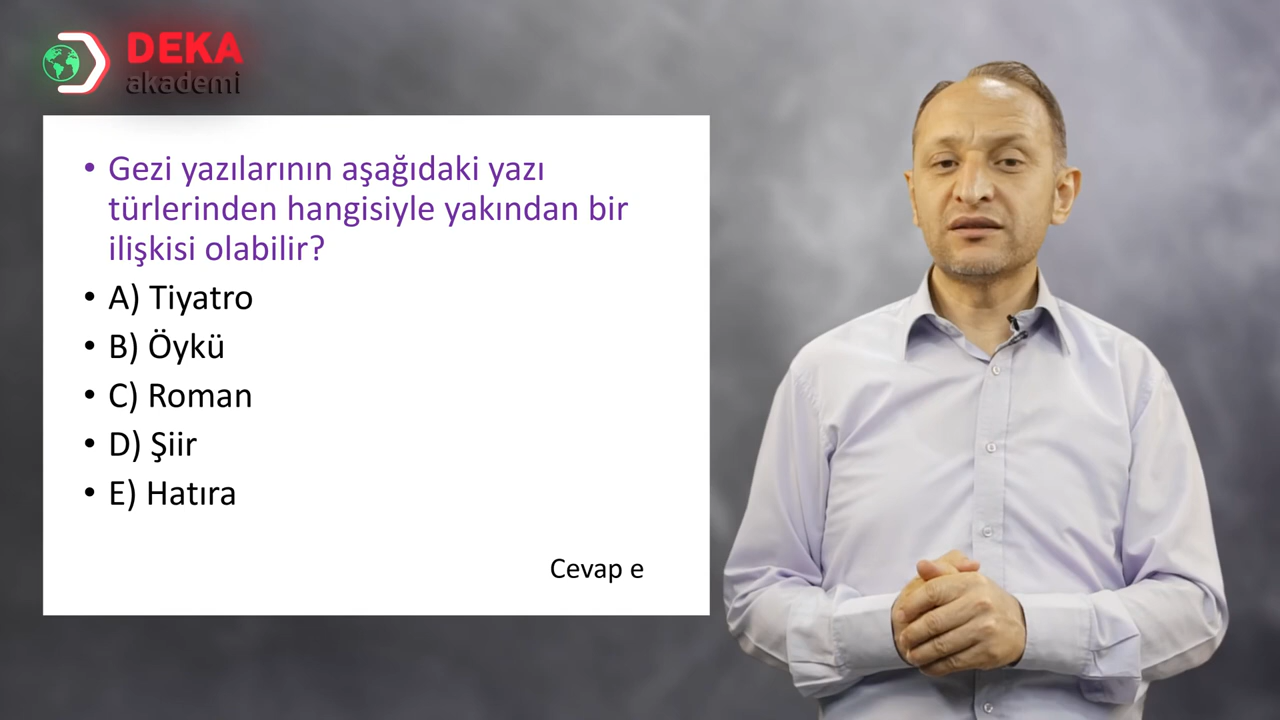 DEKA
akademi
• Gezi yazılarının aşağıdaki yazı
türlerinden hangisiyle yakından bir
ilişkisi olabilir?
• A) Tiyatro
• B) Öykü
• C) Roman
• D) Şiir
• E) Hatıra
Cevap e